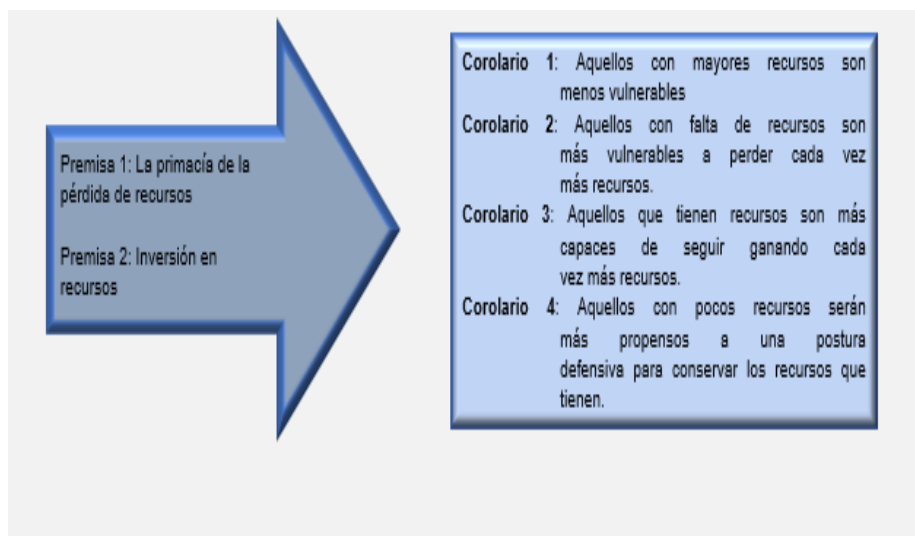 Premisa 1: La primacía de la
pérdida de recursos
Premisa 2: Inversión en
recursos
Corolario 1: Aquellos con mayores recursos son
menos vulnerables
Corolario 2: Aquellos con falta de recursos son
más vulnerables a perder cada vez
más recursos.
Corolario 3: Aquellos que tienen recursos son más
capaces de seguir ganando cada
vez más recursos.
Corolario 4: Aquellos con pocos recursos serán
más propensos a una postura
defensiva para conservar los recursos que
tienen.